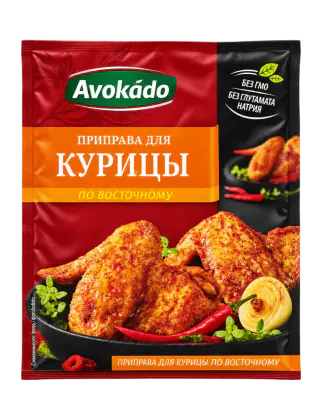 Avokádo
БЕЗ ГМО
БЕЗ ГЛУТАМАТА
НАТРИЯ
ПРИПРАВА ДЛЯ
КУРИЦЫ
ПО ВОСТОЧНОМУ
ПРИПРАВА ДЛЯ КУРИЦЫ ПО ВОСТОЧНОМУ